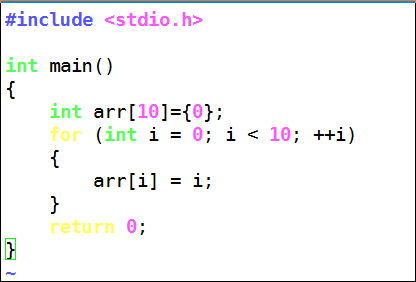 #include <stdio.h>

int main()
{
    int arr[10]={0};
    for (int i = 0; i < 10; ++i)
    {
        arr[i] = i;
    }
    return 0;
}
~